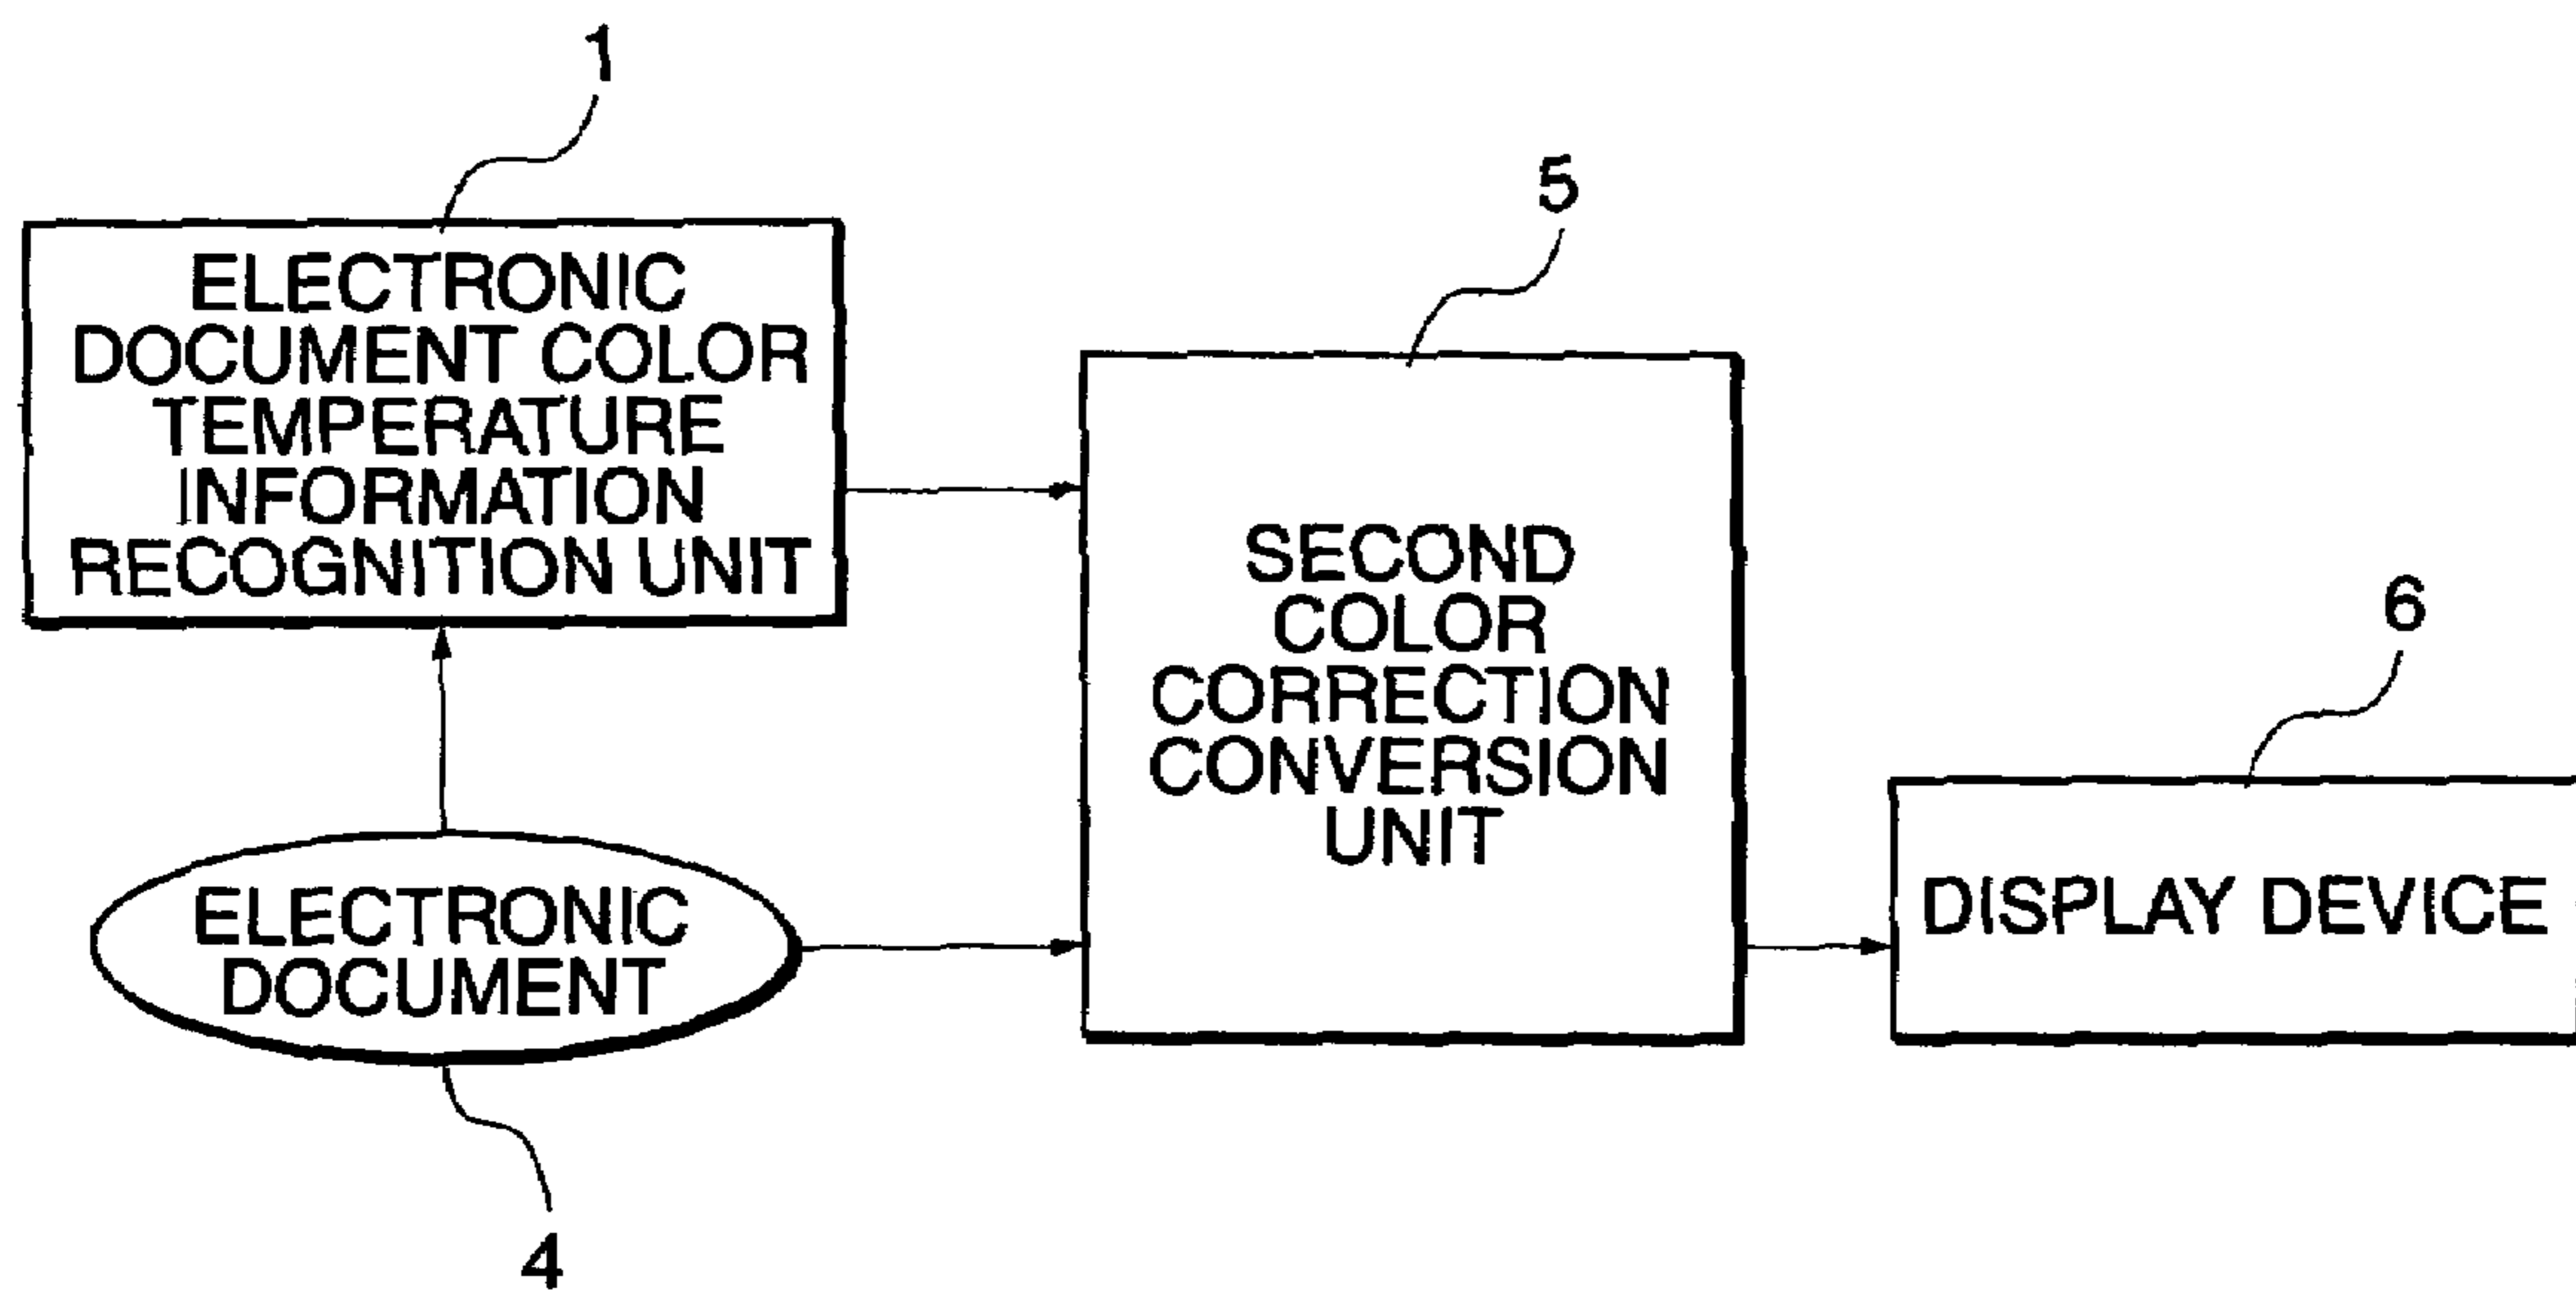 1
ELECTRONIC
DOCUMENT COLOR
TEMPERATURE
INFORMATION
RECOGNITION UNIT
5
SECOND
COLOR
CORRECTION
CONVERSION
UNIT
6
DISPLAY DEVICE
ELECTRONIC
DOCUMENT
4